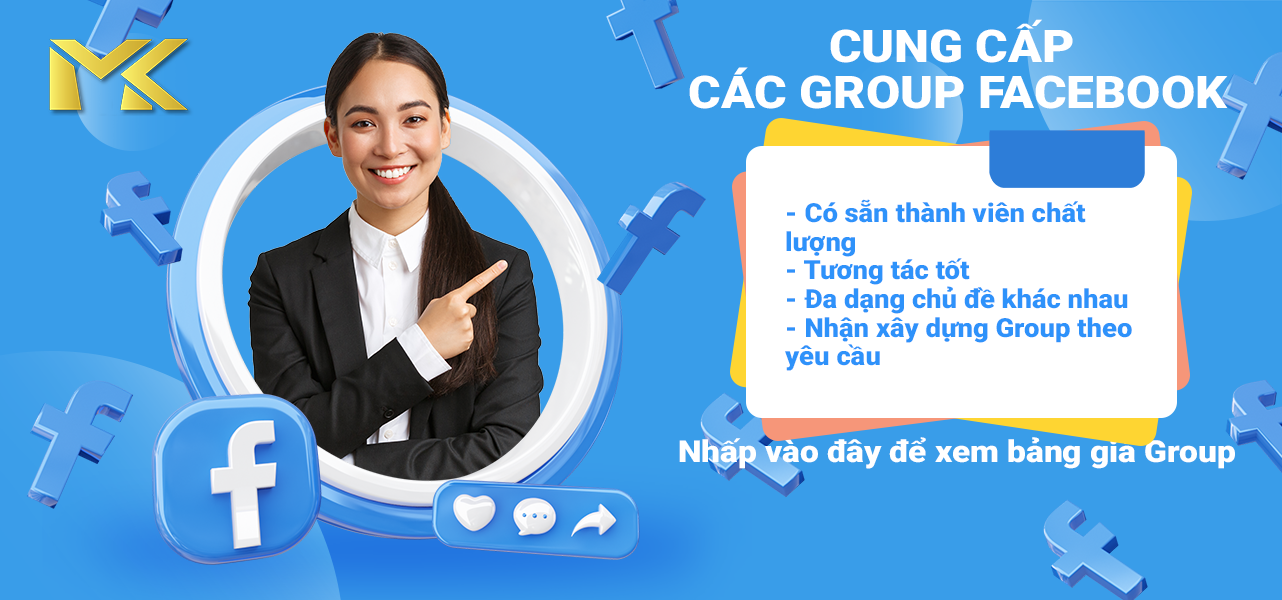 MK
CUNG CẤP
CÁC GROUP FACEBOOK
- Có sẵn thành viên chất
lượng
- Tương tác tốt
- Đa dạng chủ đề khác nhau
- Nhận xây dựng Group theo
yêu cầu
Nhấp vào đây để xem bảng gia Group